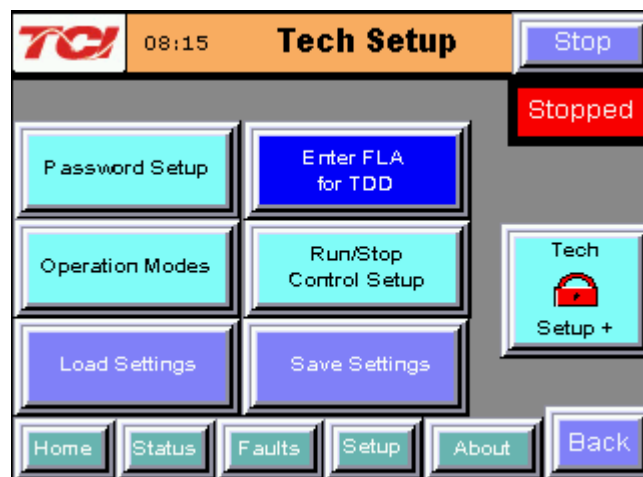 TCI
08:15
Tech Setup
Stop
Stopped
Password Setup
Enter FLA
for TDD
Operation Modes
Run/Stop
Control Setup
Tech
Setup +
Load Settings
Save Settings
Home
Status
Faults
Setup
About
Back